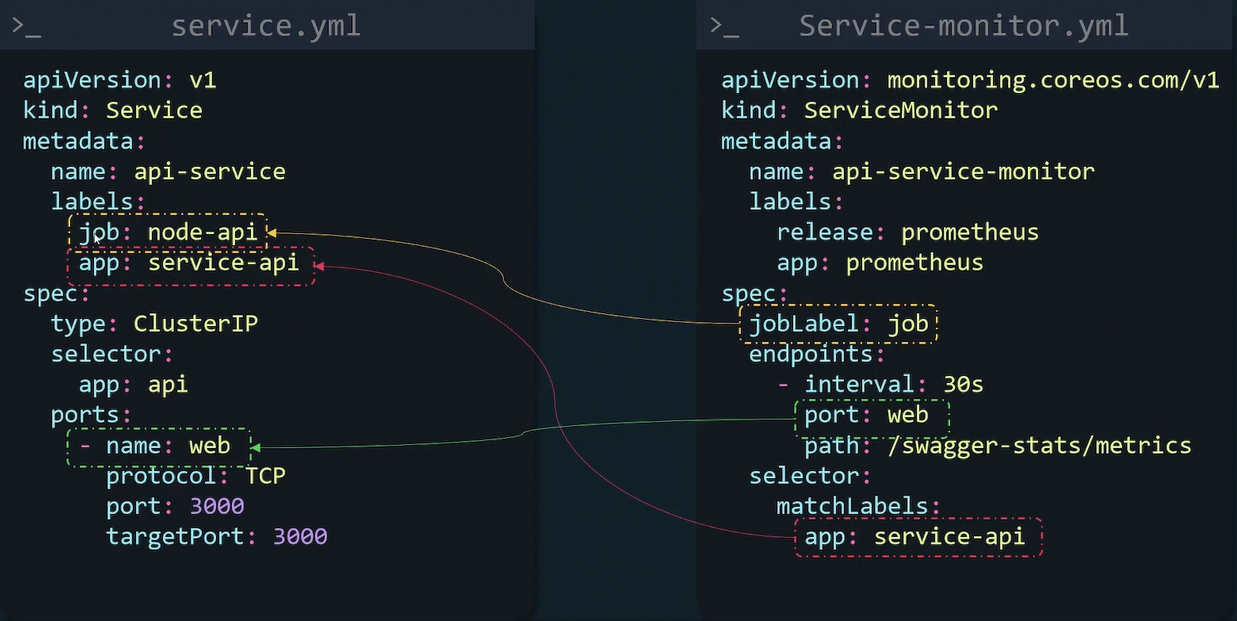 >_ service.yml
apiVersion: v1
kind: Service
metadata:
  name: api-service
  labels:
    job: node-api
    app: service-api
spec:
  type: ClusterIP
  selector:
    app: api
  ports:
    - name: web
      protocol: TCP
      port: 3000
      targetPort: 3000
>_ Service-monitor.yml
apiVersion: monitoring.coreos.com/v1
kind: ServiceMonitor
metadata:
  name: api-service-monitor
  labels:
    release: prometheus
    app: prometheus
spec:
  jobLabel: job
  endpoints:
    - interval: 30s
      port: web
      path: /swagger-stats/metrics
  selector:
    matchLabels:
      app: service-api